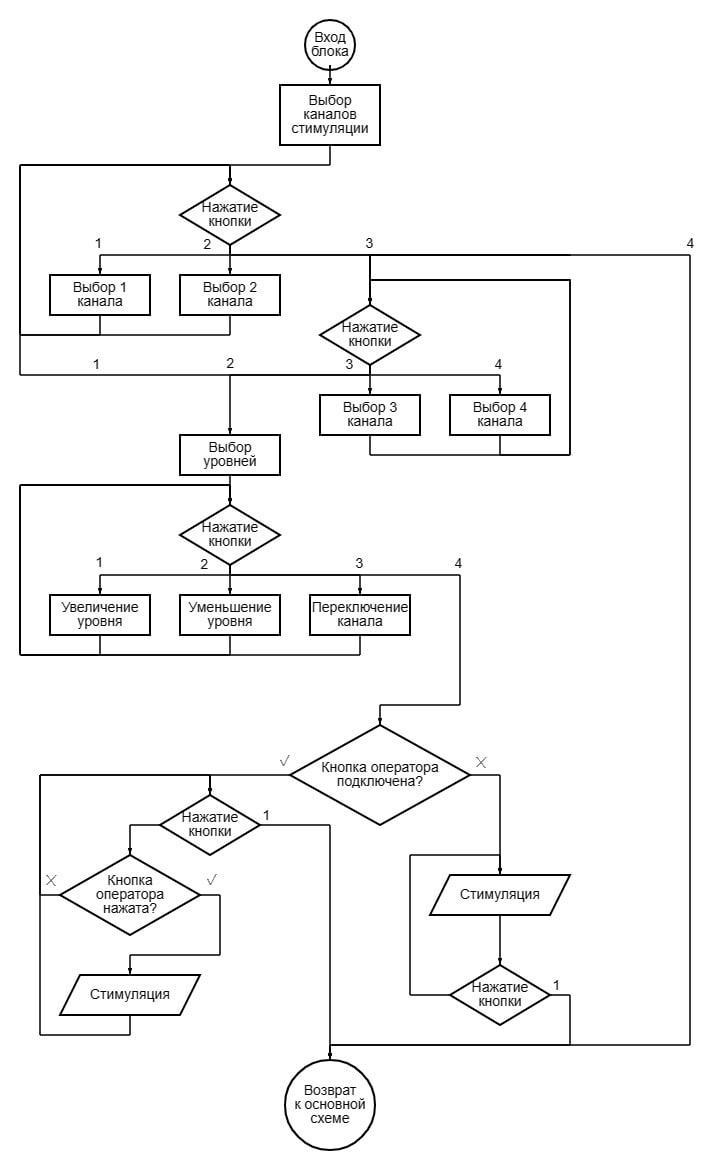 Вход
блока
Выбор
каналов
стимуляции
Нажатие
кнопки
1
2
3
4
Выбор 1
канала
Выбор 2
канала
Нажатие
кнопки
1
2
3
4
Выбор 3
канала
Выбор 4
канала
Выбор
уровней
Нажатие
кнопки
1
2
3
4
Увеличение
уровня
Уменьшение
уровня
Переключение
канала
Кнопка оператора
подключена?
√
X
Нажатие
кнопки
1
Кнопка
оператора
нажата?
X
√
Стимуляция
Стимуляция
Нажатие
кнопки
1
Возврат
к основной
схеме